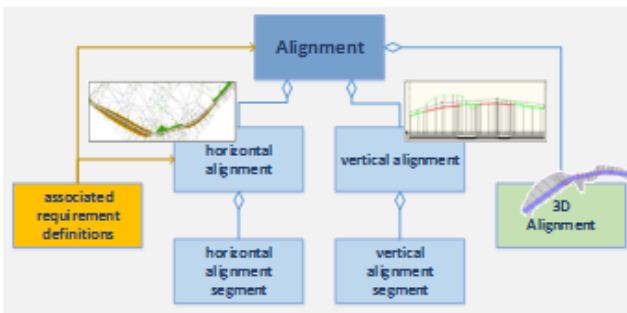 Alignment
horizontal
alignment
vertical alignment
associated
requirement
definitions
3D
Alignment
horizontal
alignment
segment
vertical
alignment
segment